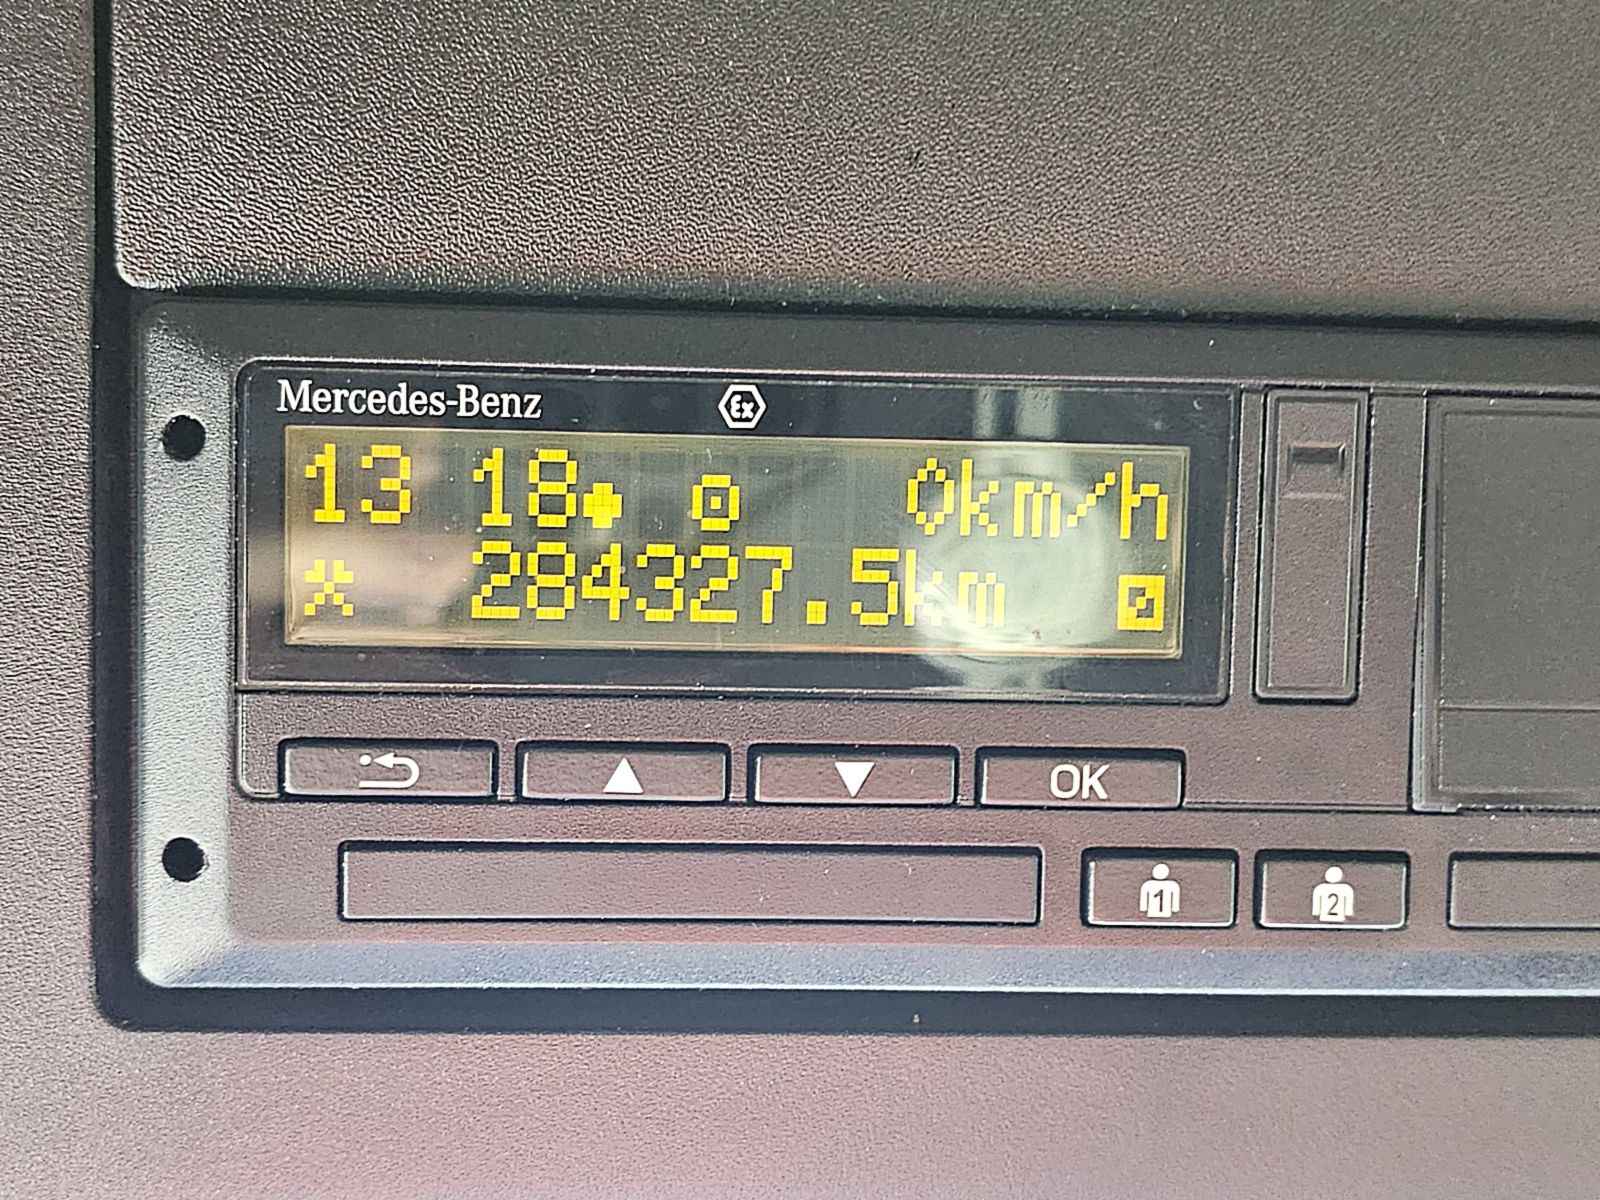 Mercedes-Benz
Ex
13 18 0km/h
284327.5km
OK
1 2